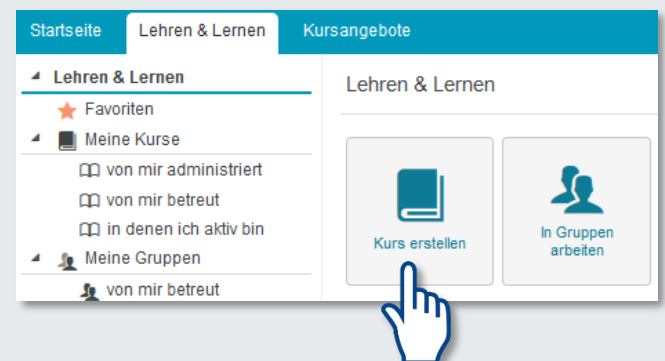 Startseite Lehren & Lernen Kursangebote
Lehren & Lernen
Favoriten
Meine Kurse
von mir administriert
von mir betreut
in denen ich aktiv bin
Meine Gruppen
von mir betreut
Lehren & Lernen
Kurs erstellen
In Gruppen
arbeiten